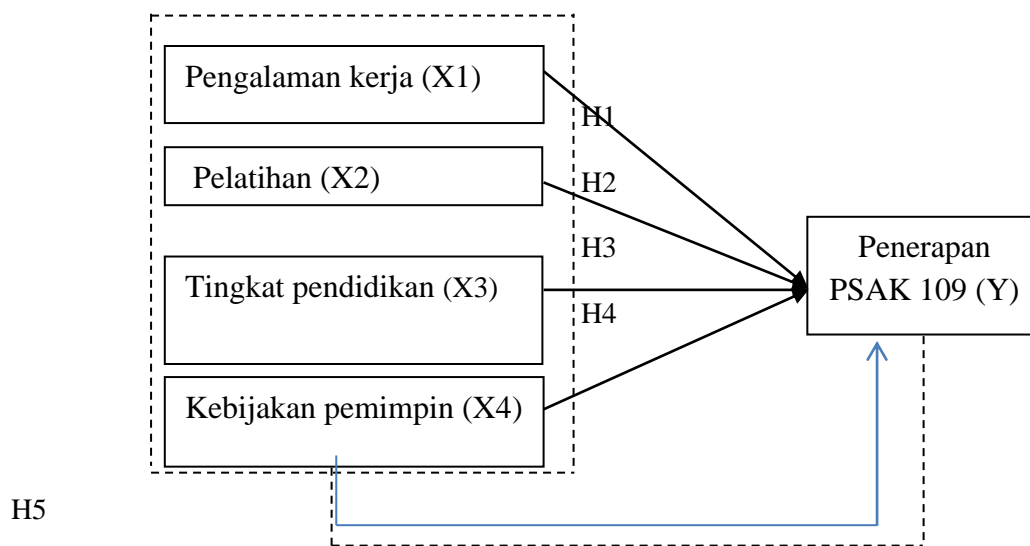 Pengalaman kerja (X1)
H1
Pelatihan (X2)
H2
H3
Penerapan
PSAK 109 (Y)
Tingkat pendidikan (X3)
H4
Kebijakan pemimpin (X4)
H5